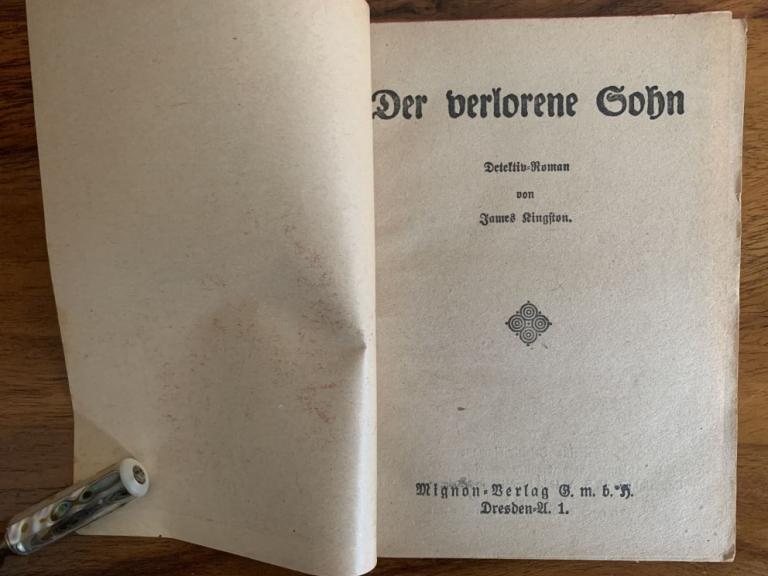 Der verlorene Sohn
Detektiv-Roman
von
James Kingston.
Mignon-Verlag G. m. b. H.
Dresden-A. 1.